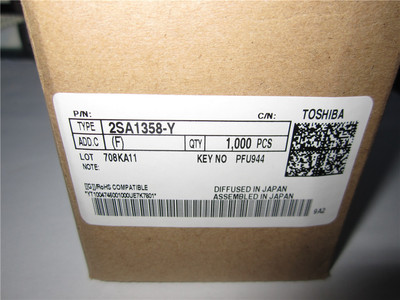 P/N:
C/N:
TOSHIBA
TYPE 2SA1358-Y
ADD.C (F) QTY 1,000 PCS
LOT 708KA11 KEY NO PFU944
NOTE:
[[G]]/RoHS COMPATIBLE
DIFFUSED IN JAPAN
ASSEMBLED IN JAPAN